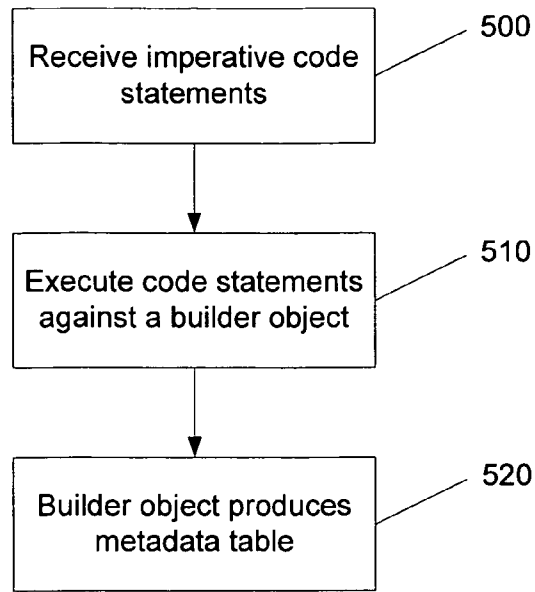 500
Receive imperative code
statements
510
Execute code statements
against a builder object
520
Builder object produces
metadata table